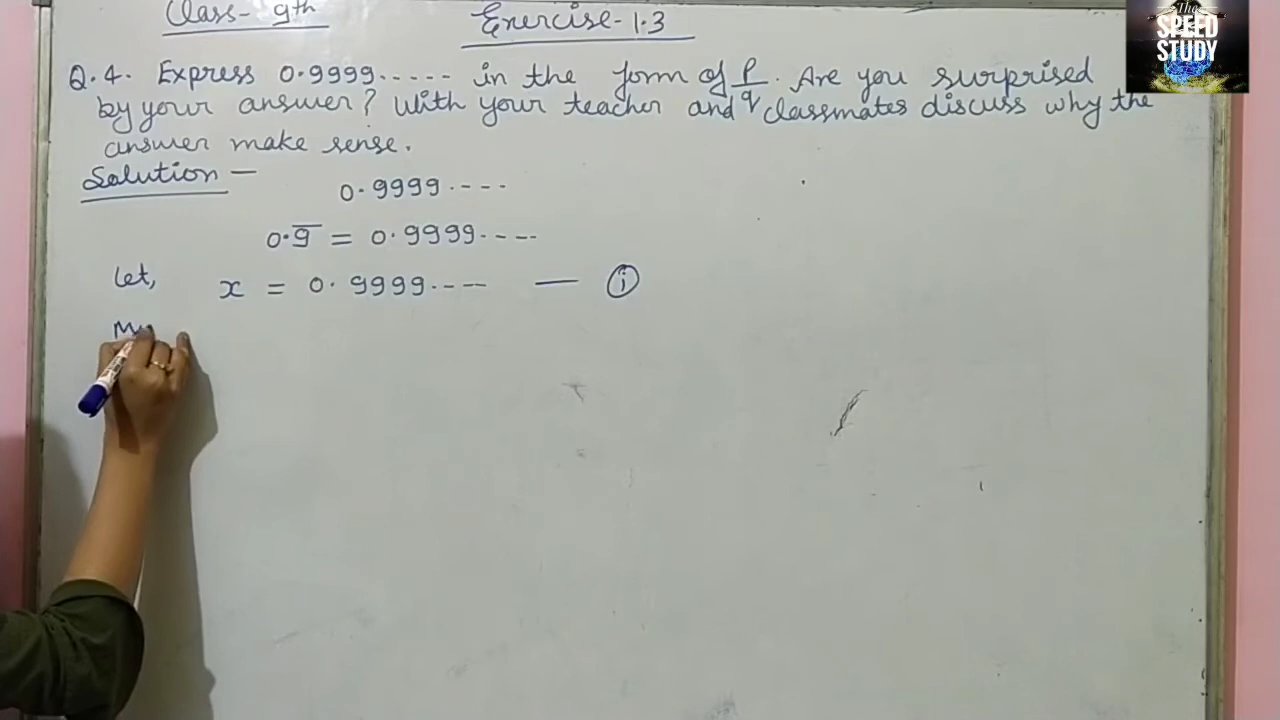 Class- 9th Exercise-1.3
The SPEED STUDY
Q.4. Express 0.9999..... in the form of p/q. Are you surprised
by your answer? With your teacher and classmates discuss why the
answer make sense.
Solution —
0.9999....
0.9̅ = 0.9999....
Let, x = 0.9999.... — (i)